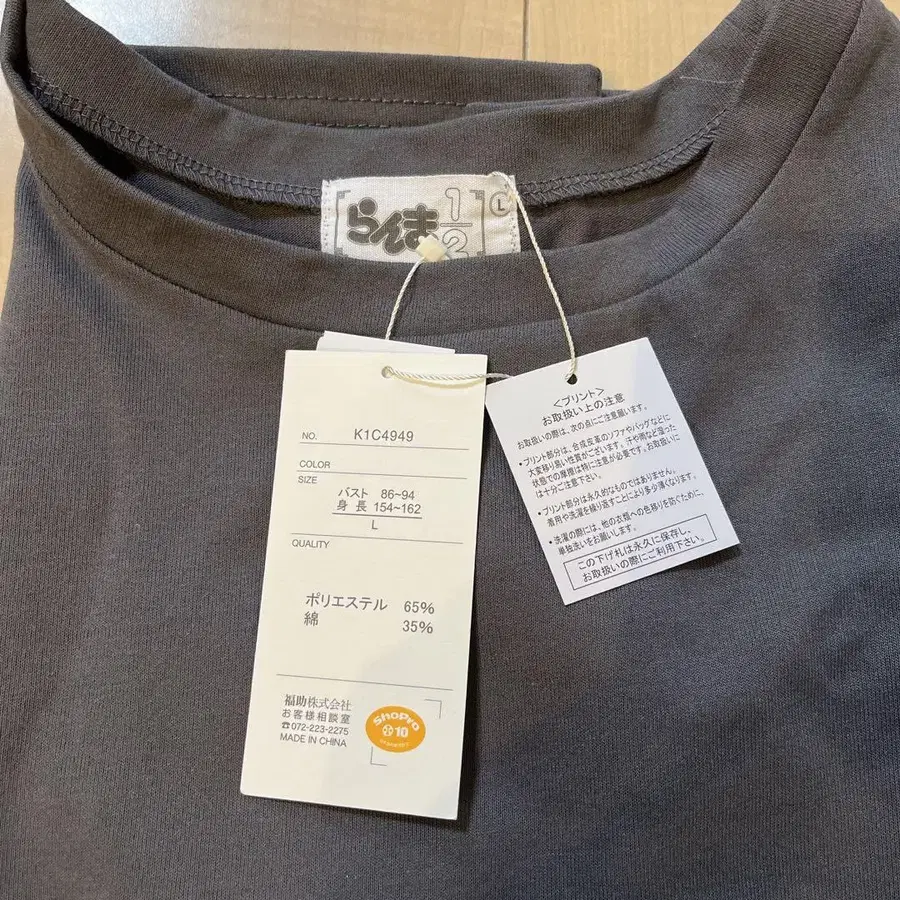 らんま
1
2
L
NO. K1C4949
COLOR
SIZE
バスト 86~94
身長 154~162
L
QUALITY
ポリエステル 65%
綿 35%
福助株式会社
お客様相談室
☎072-223-2275
MADE IN CHINA
ShoPro
10
<プリント>
お取扱い上の注意
お取扱いの際は、次の点にご注意願います。
•プリント部分は、合成皮革のソファやバッグなどに
大変移り易い性質がございます。汗や雨など湿った
状態での摩擦は特に注意が必要です。お取扱いに
は十分ご注意下さい。
•プリント部分は永久的なものではありません。
着用や洗濯を繰り返すことにより多少薄くなります。
•洗濯の際には、他の衣類への色移りを防ぐために、
単独洗いをお願いします。
この下げ札は永久に保存し、
お取扱いの際にご利用下さい。